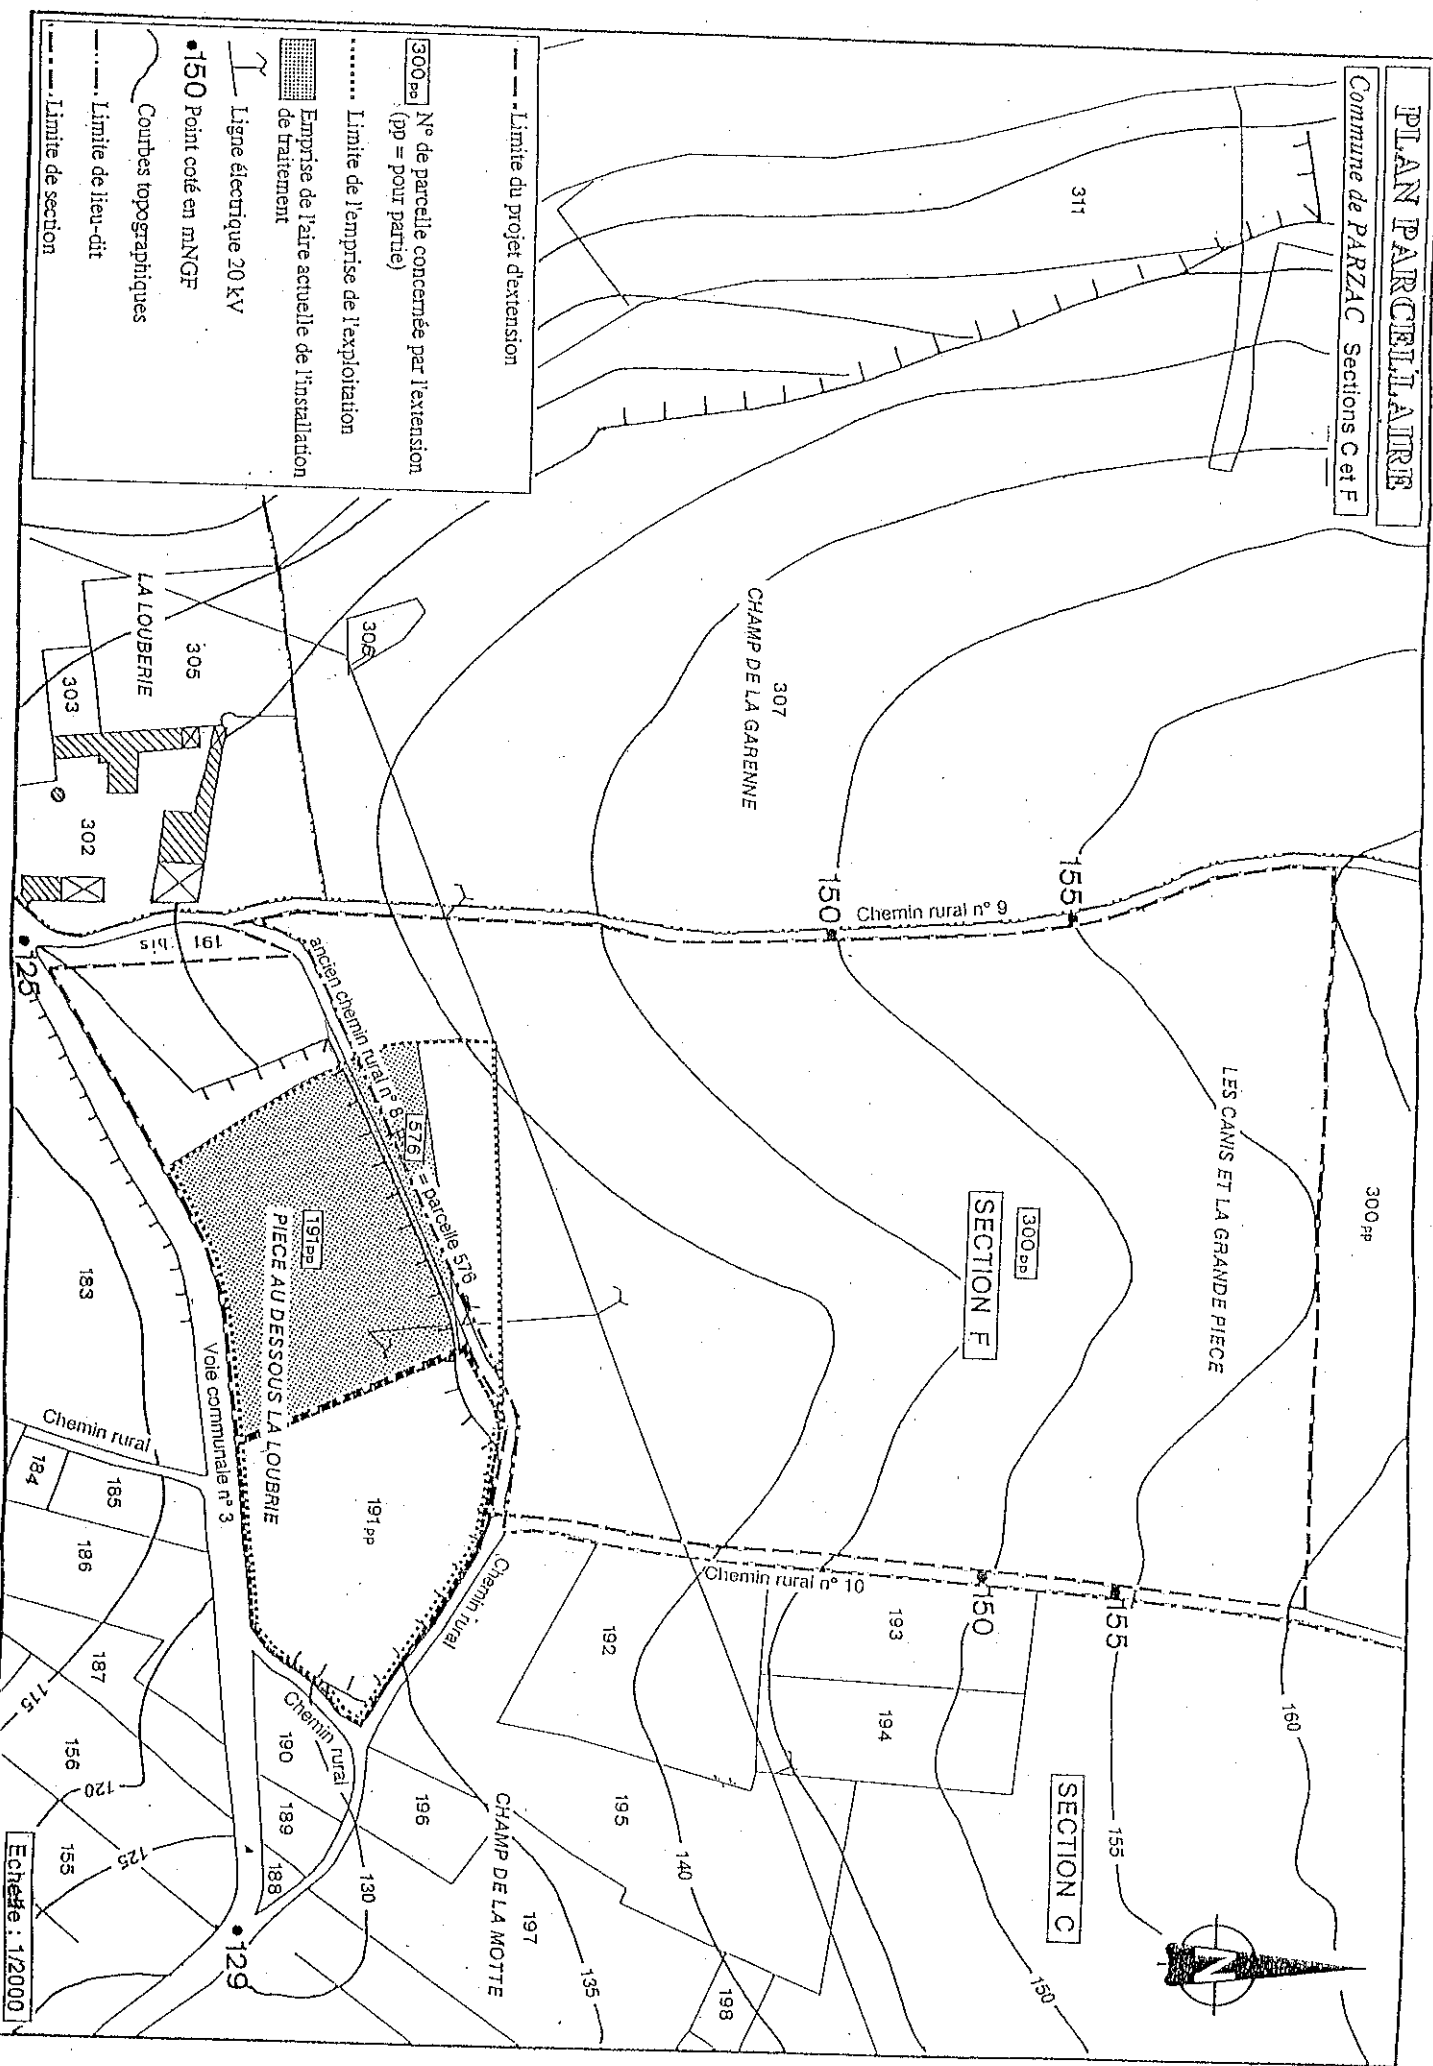 PLAN PARCELLAIRE
Commune de PARZAC Sections C et F
311
300pp
LES CANIS ET LA GRANDE PIECE
160
155
155
155
SECTION C
Chemin rural n° 9
150
150
150
300pp
SECTION F
193
194
Chemin rural n° 10
307
CHAMP DE LA GARENNE
192
195
140
198
197
CHAMP DE LA MOTTE
135
196
130
Chemin rural
306
ancien chemin rural n° 8
576 = parcelle 576
191pp
PIECE AU DESSOUS LA LOUBRIE
191pp
Chemin rural
190
189
188
129
LA LOUBERIE
305
303
302
191 bis
125
183
Voie communale n° 3
Chemin rural
184
185
186
187
115
156
120
155
125
Limite du projet d'extension
300pp N° de parcelle concernée par l'extension
(pp = pour partie)
Limite de l'emprise de l'exploitation
Emprise de l'aire actuelle de l'installation
de traitement
Ligne électrique 20 kV
150 Point coté en mNGF
Courbes topographiques
Limite de lieu-dit
Limite de section
N
Echelle : 1/2000